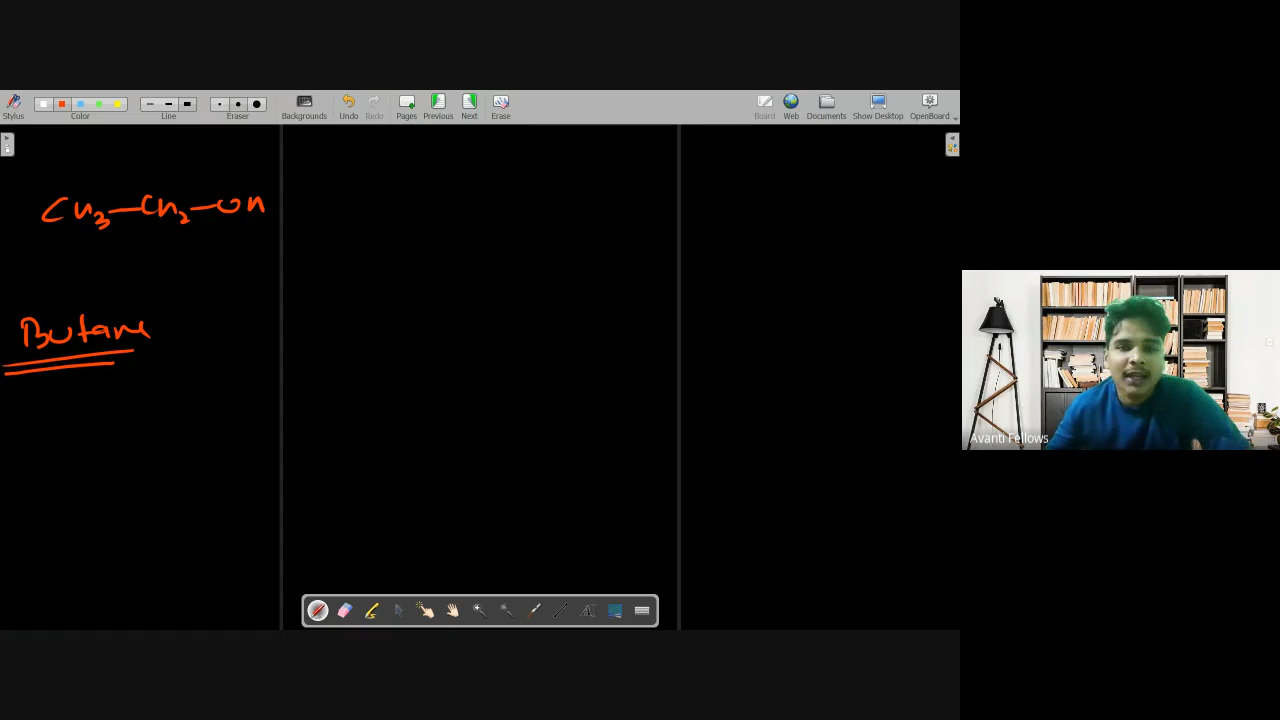 Stylus
Color
Line
Eraser
Backgrounds
Undo
Redo
Pages
Previous
Next
Erase
Board
Web
Documents
Show Desktop
OpenBoard
CH3—CH2—OH
Butane
Avanti Fellows